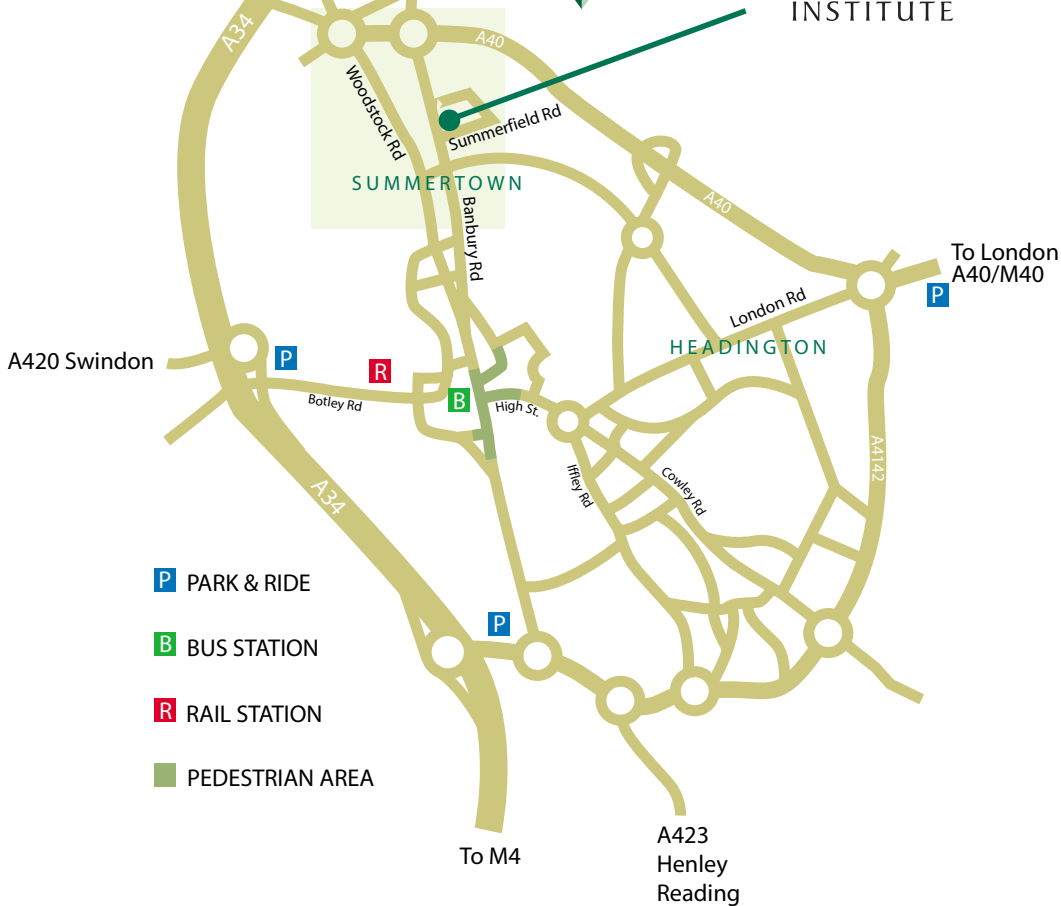 INSTITUTE
A34
A40
Woodstock Rd
Summerfield Rd
SUMMERTOWN
A40
Banbury Rd
To London
A40/M40
P
London Rd
HEADINGTON
A420 Swindon
P
R
B
Botley Rd
High St.
A4142
Iffley Rd
Cowley Rd
A34
P PARK & RIDE
P
B BUS STATION
R RAIL STATION
PEDESTRIAN AREA
To M4
A423
Henley
Reading